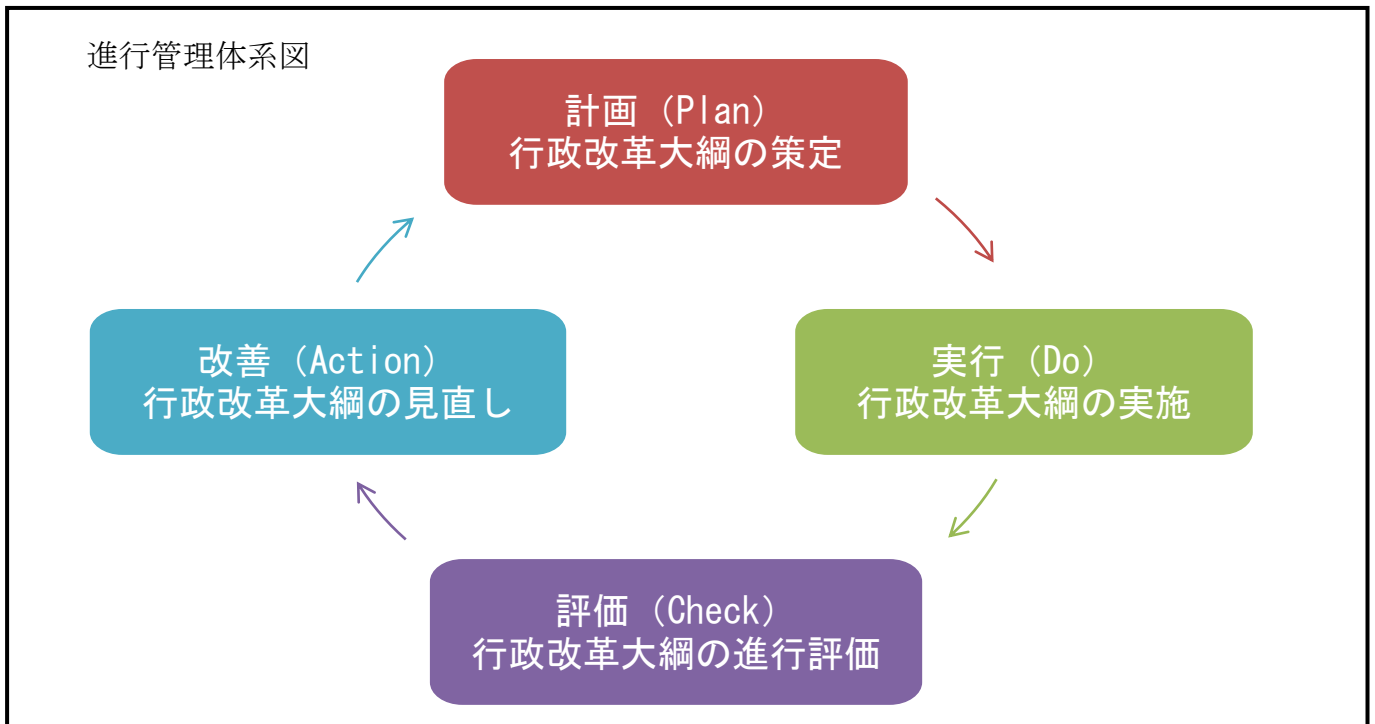 進行管理体系図
計画（Plan）
行政改革大綱の策定
実行（Do）
行政改革大綱の実施
評価（Check）
行政改革大綱の進行評価
改善（Action）
行政改革大綱の見直し